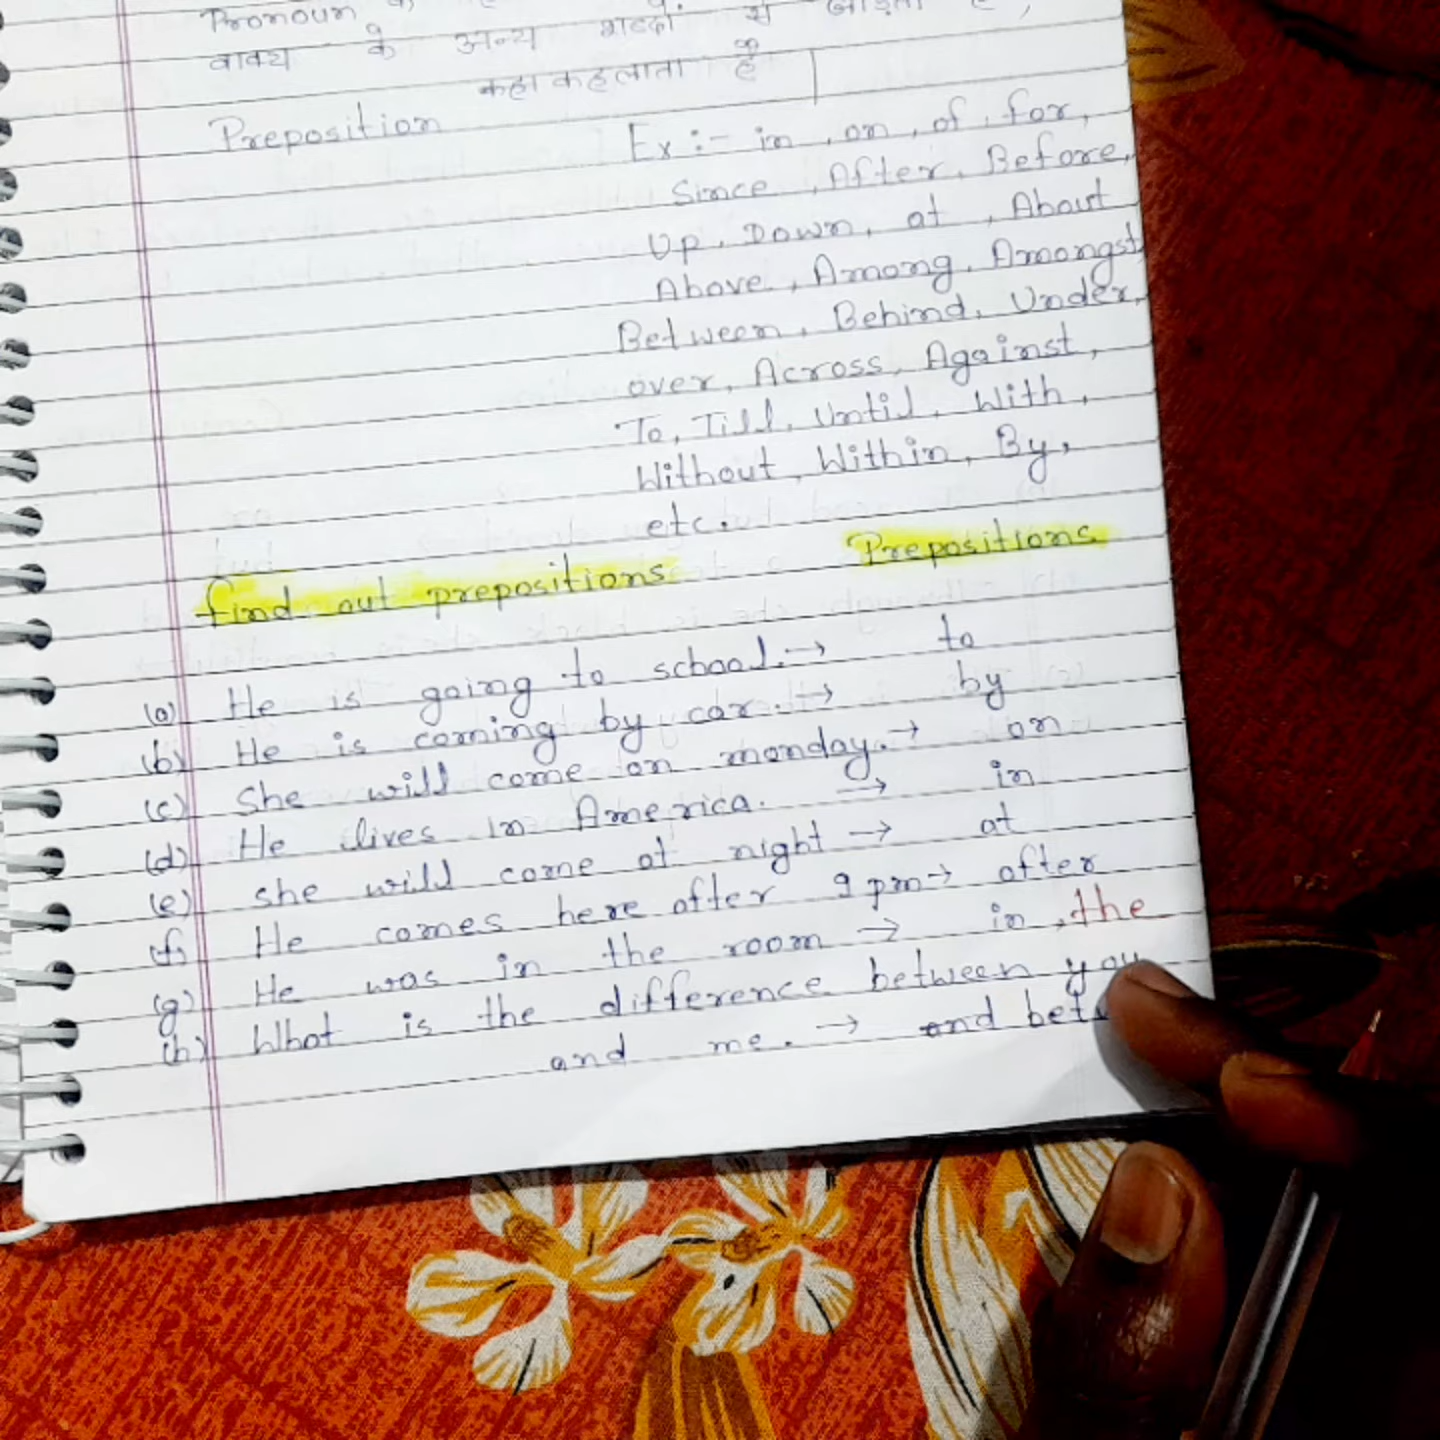 Pronoun
वाक्य के अन्य शब्दों से जोड़ता है,
कहा कहलाता है |
Preposition
Ex :- in , on , of , for,
Since , After, Before,
Up, Down, at , About
Above , Among, Amongst
Between, Behind, Under,
over, Across, Against,
To, Till, Until, With,
Without, Within, By,
etc.
find out prepositions Prepositions
(a) He is going to school. → to
(b) He is coming by car. → by
(c) She will come on monday. → on
(d) He lives in America. → in
(e) she will come at night → at
(f) He comes here after 9 pm → after
(g) He was in the room → in , the
(h) What is the difference between you
and me. → and